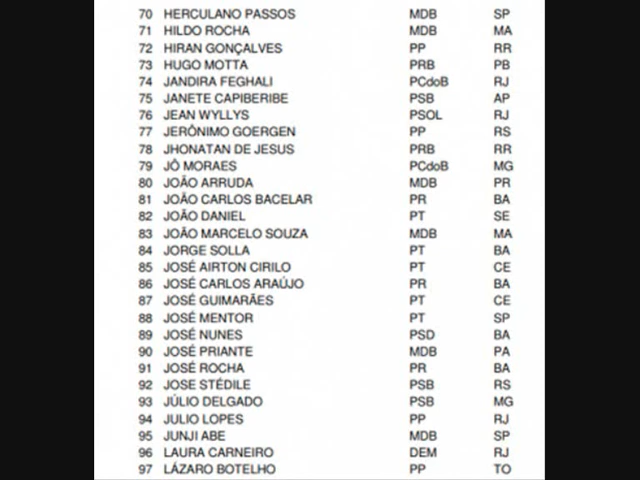 70 HERCULANO PASSOS MDB SP
71 HILDO ROCHA MDB MA
72 HIRAN GONÇALVES PP RR
73 HUGO MOTTA PRB PB
74 JANDIRA FEGHALI PCdoB RJ
75 JANETE CAPIBERIBE PSB AP
76 JEAN WYLLYS PSOL RJ
77 JERÔNIMO GOERGEN PP RS
78 JHONATAN DE JESUS PRB RR
79 JÔ MORAES PCdoB MG
80 JOÃO ARRUDA MDB PR
81 JOÃO CARLOS BACELAR PR BA
82 JOÃO DANIEL PT SE
83 JOÃO MARCELO SOUZA MDB MA
84 JORGE SOLLA PT BA
85 JOSÉ AIRTON CIRILO PT CE
86 JOSÉ CARLOS ARAÚJO PR BA
87 JOSÉ GUIMARÃES PT CE
88 JOSÉ MENTOR PT SP
89 JOSÉ NUNES PSD BA
90 JOSÉ PRIANTE MDB PA
91 JOSÉ ROCHA PR BA
92 JOSE STÉDILE PSB RS
93 JÚLIO DELGADO PSB MG
94 JULIO LOPES PP RJ
95 JUNJI ABE MDB SP
96 LAURA CARNEIRO DEM RJ
97 LÁZARO BOTELHO PP TO